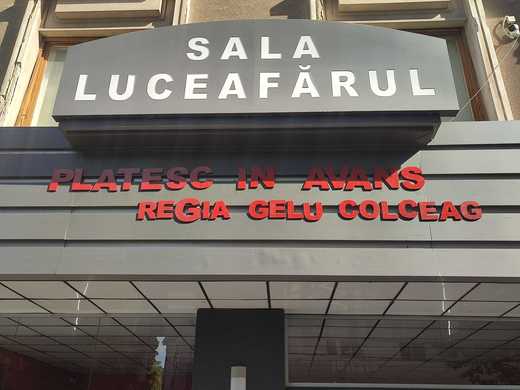 SALA
LUCEAFĂRUL
PLATESC IN AVANS
REGIA GELU COLCEAG